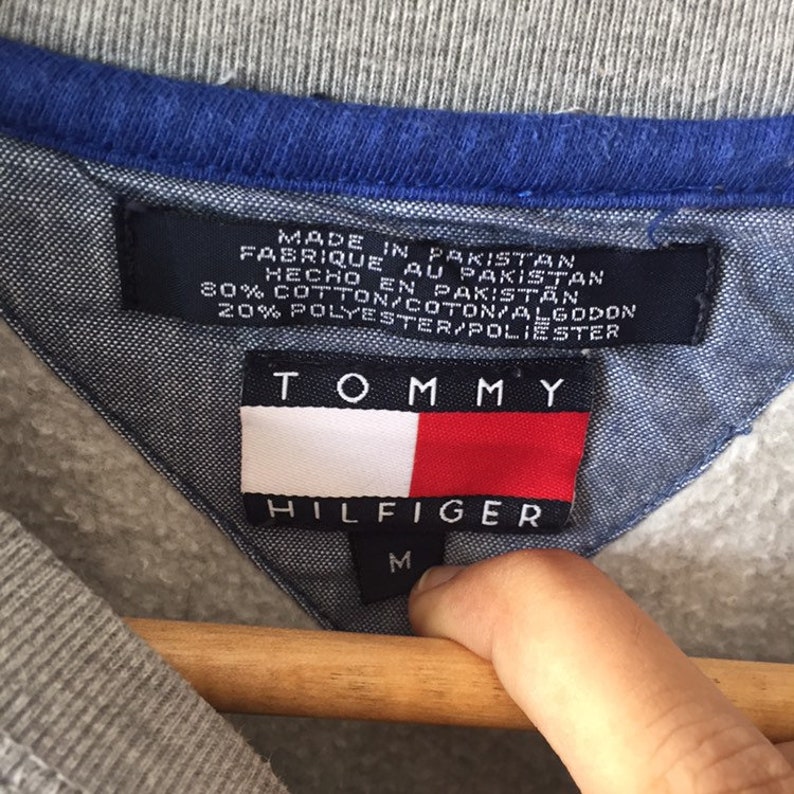 MADE IN PAKISTAN
FABRIQUE AU PAKISTAN
HECHO EN PAKISTAN
80% COTTON/COTON/ALGODON
20% POLYESTER/POLIESTER
TOMMY
HILFIGER
M